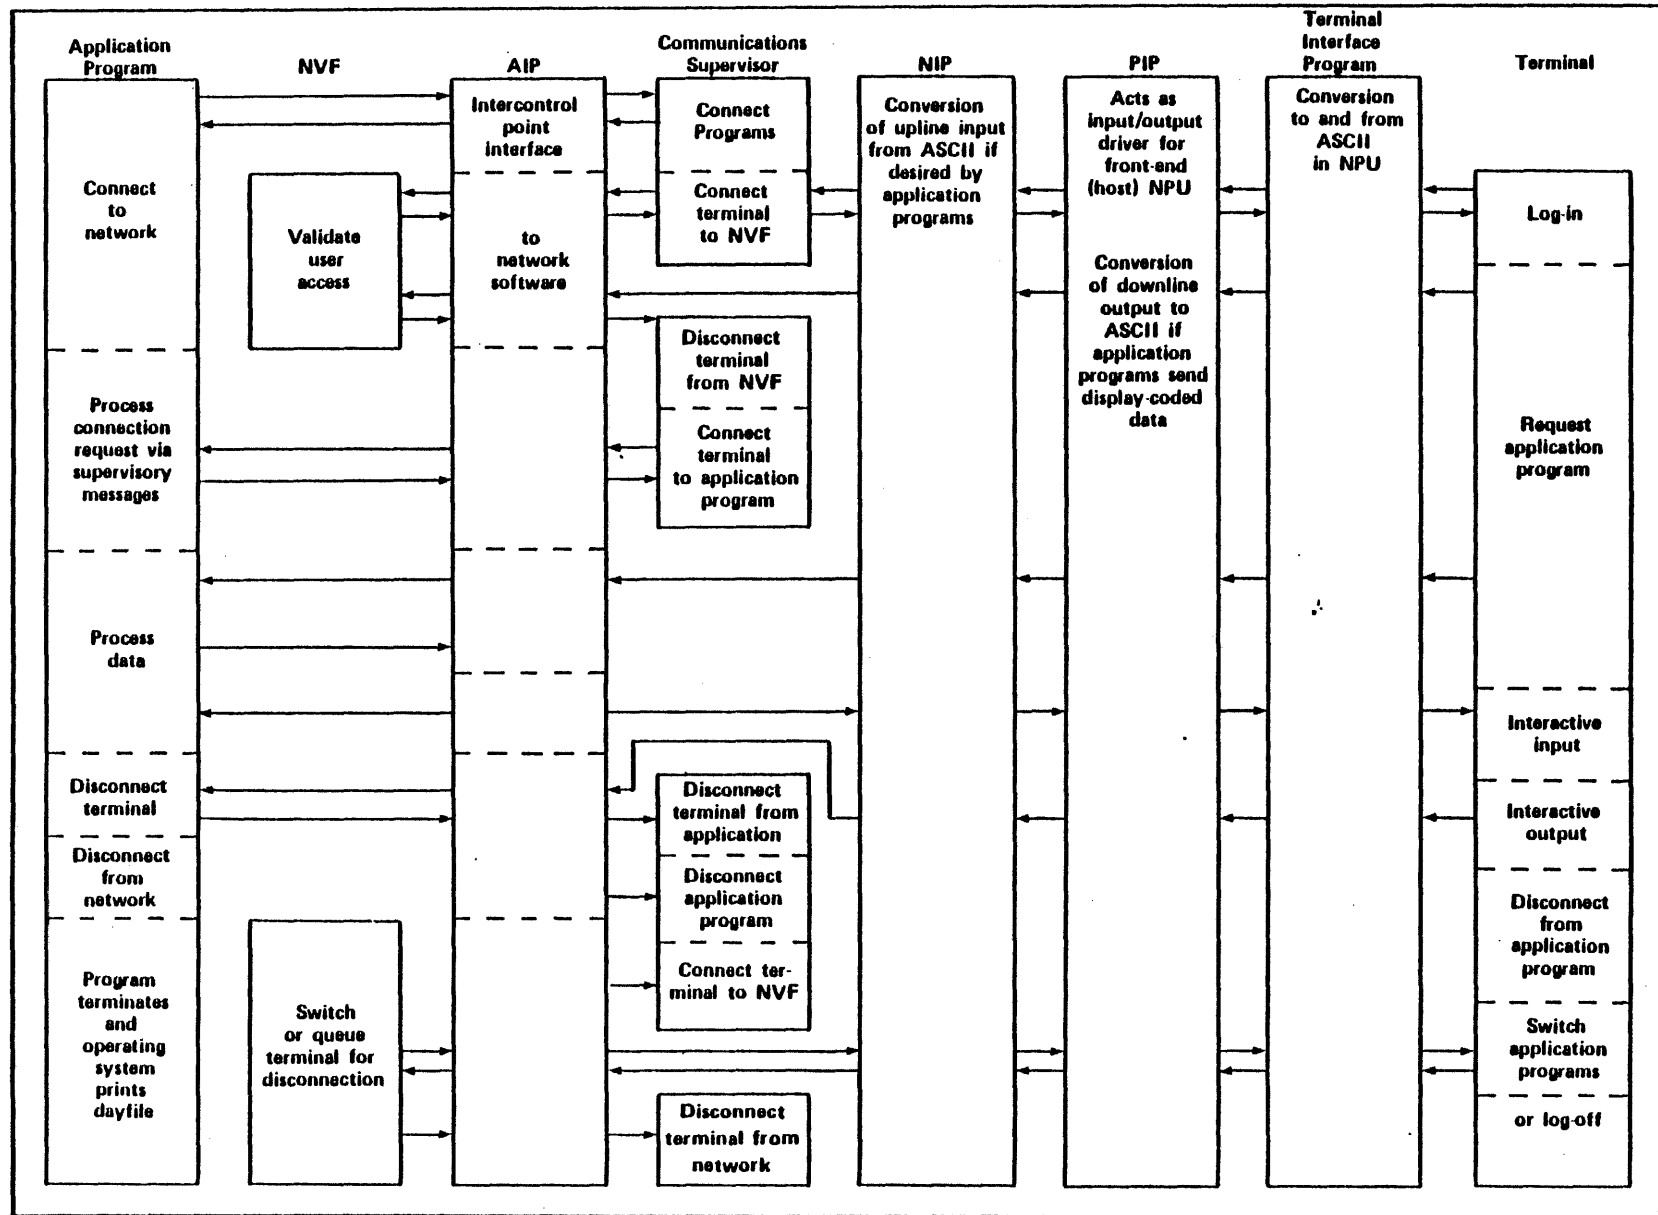 Application
Program
NVF
AIP
Communications
Supervisor
NIP
PIP
Terminal
Interface
Program
Terminal
Connect
to
network
Process
connection
request via
supervisory
messages
Process
data
Disconnect
terminal
Disconnect
from
network
Program
terminates
and
operating
system
prints
dayfile
Validate
user
access
Switch
or queue
terminal for
disconnection
Intercontrol
point
interface
to
network
software
Connect
Programs
Connect
terminal
to NVF
Disconnect
terminal
from NVF
Connect
terminal
to application
program
Disconnect
terminal from
application
Disconnect
application
program
Connect ter-
minal to NVF
Disconnect
terminal from
network
Conversion
of upline input
from ASCII if
desired by
application
programs
Acts as
input/output
driver for
front-end
(host) NPU
Conversion
of downline
output to
ASCII if
application
programs send
display-coded
data
Conversion
to and from
ASCII
in NPU
Log-in
Request
application
program
Interactive
input
Interactive
output
Disconnect
from
application
program
Switch
application
programs
or log-off